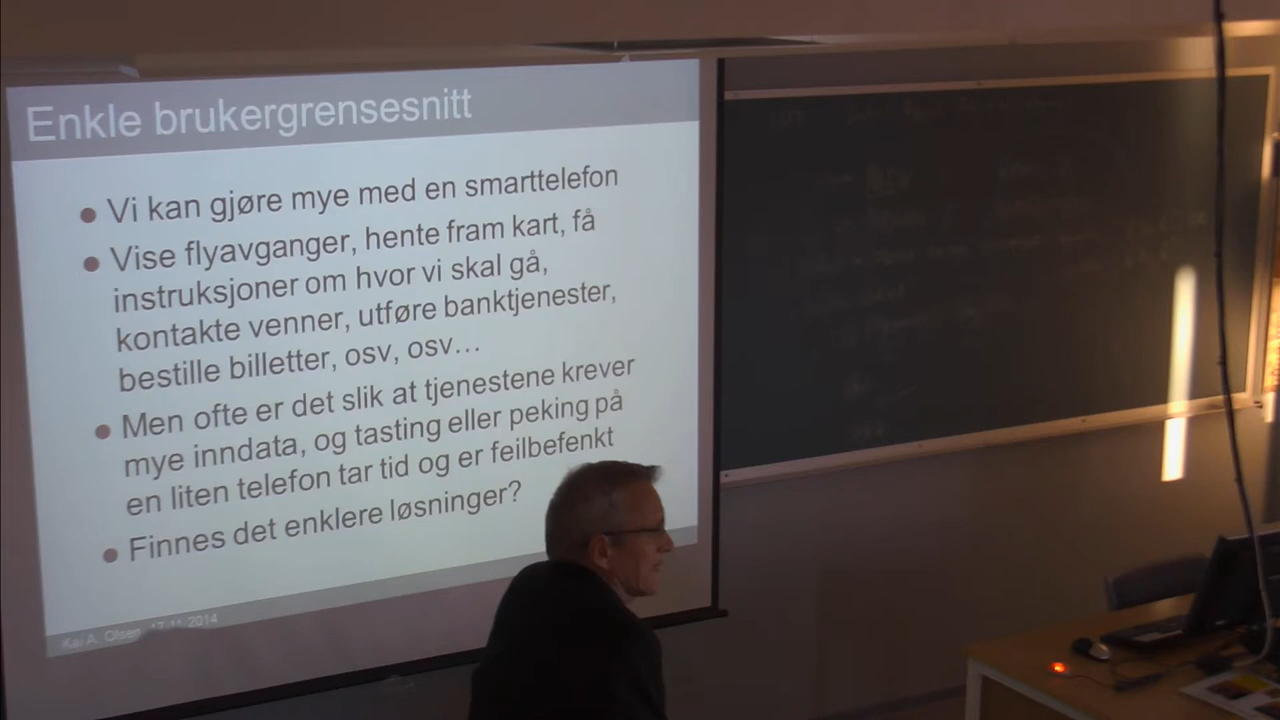 Enkle brukergrensesnitt
Vi kan gjøre mye med en smarttelefon
Vise flyavganger, hente fram kart, få
instruksjoner om hvor vi skal gå,
kontakte venner, utføre banktjenester,
bestille billetter, osv, osv…
Men ofte er det slik at tjenestene krever
mye inndata, og tasting eller peking på
en liten telefon tar tid og er feilbefenkt
Finnes det enklere løsninger?
Kai A. Olsen 17.11.2014